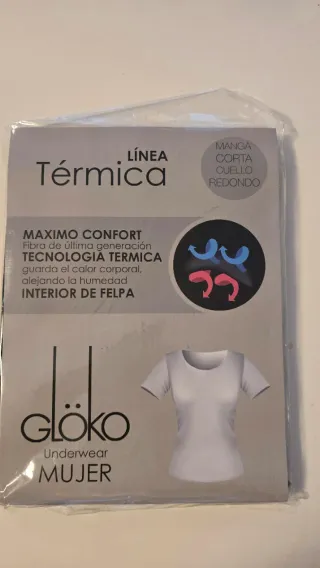 LÍNEA
Térmica
MANGA
CORTA
CUELLO
REDONDO
MAXIMO CONFORT
Fibra de última generación
TECNOLOGIA TERMICA
guarda el calor corporal,
alejando la humedad
INTERIOR DE FELPA
GLöKO
Underwear
MUJER